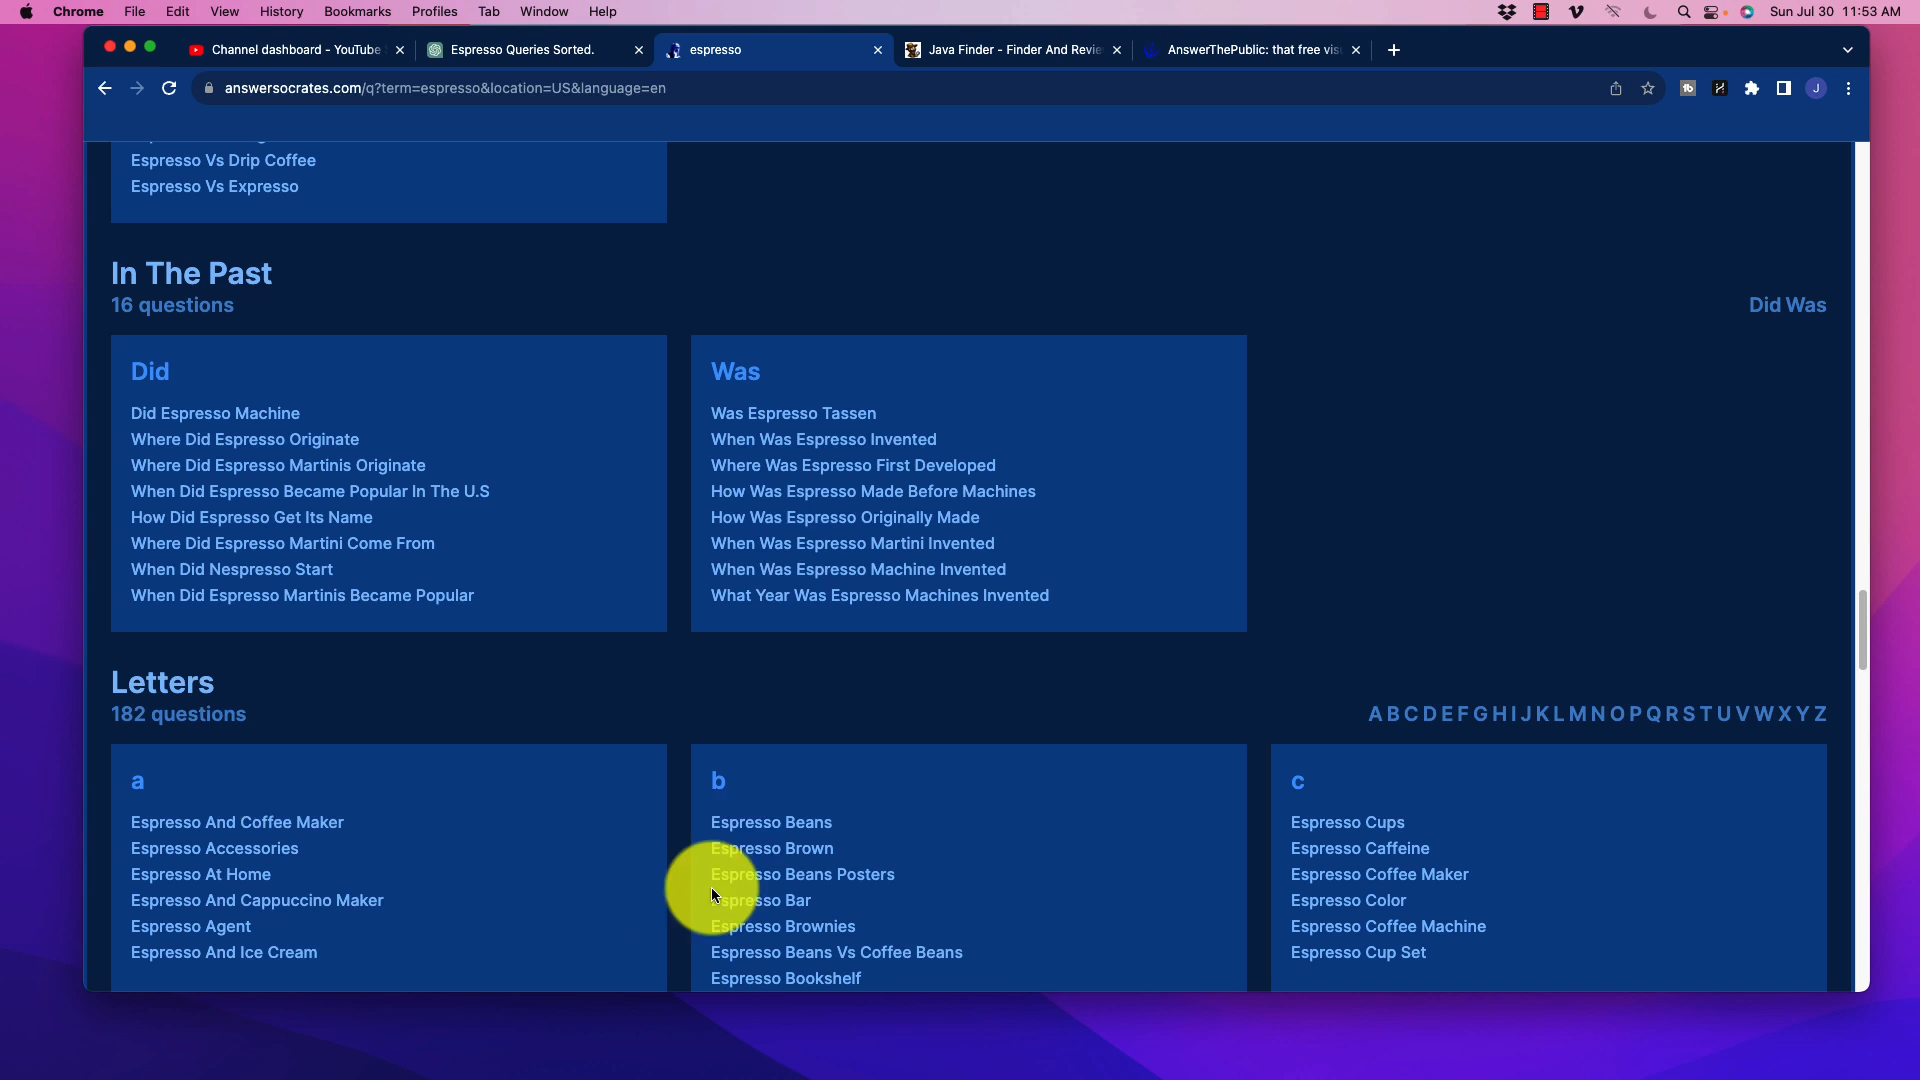 Chrome File Edit View History Bookmarks Profiles Tab Window Help Sun Jul 30 11:53 AM
Channel dashboard - YouTube Espresso Queries Sorted. espresso Java Finder - Finder And Revie AnswerThePublic: that free vis
answersocrates.com/q?term=espresso&location=US&language=en J
Espresso Vs Drip Coffee
Espresso Vs Expresso
In The Past
16 questions
Did Was
Did
Did Espresso Machine
Where Did Espresso Originate
Where Did Espresso Martinis Originate
When Did Espresso Became Popular In The U.S
How Did Espresso Get Its Name
Where Did Espresso Martini Come From
When Did Nespresso Start
When Did Espresso Martinis Became Popular
Was
Was Espresso Tassen
When Was Espresso Invented
Where Was Espresso First Developed
How Was Espresso Made Before Machines
How Was Espresso Originally Made
When Was Espresso Martini Invented
When Was Espresso Machine Invented
What Year Was Espresso Machines Invented
Letters
182 questions
A B C D E F G H I J K L M N O P Q R S T U V W X Y Z
a
Espresso And Coffee Maker
Espresso Accessories
Espresso At Home
Espresso And Cappuccino Maker
Espresso Agent
Espresso And Ice Cream
b
Espresso Beans
Espresso Brown
Espresso Beans Posters
Espresso Bar
Espresso Brownies
Espresso Beans Vs Coffee Beans
Espresso Bookshelf
c
Espresso Cups
Espresso Caffeine
Espresso Coffee Maker
Espresso Color
Espresso Coffee Machine
Espresso Cup Set